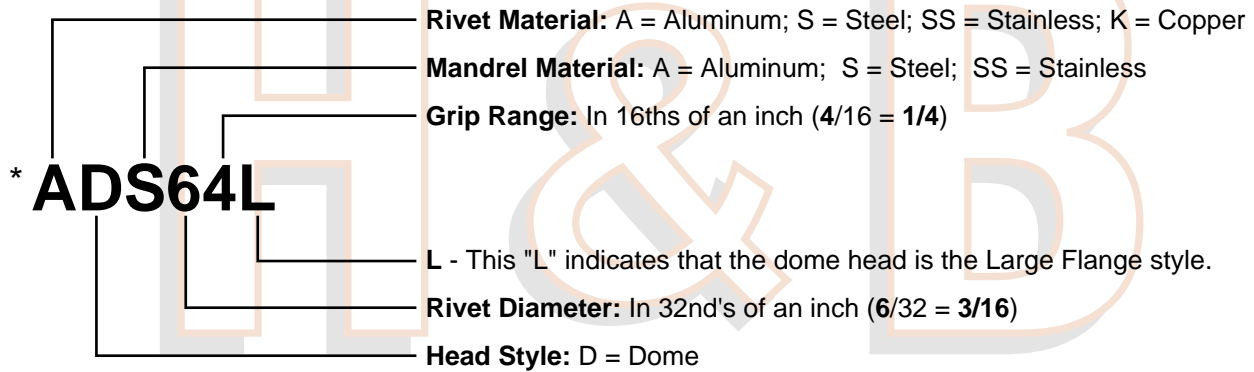 Rivet Material: A = Aluminum; S = Steel; SS = Stainless; K = Copper
Mandrel Material: A = Aluminum; S = Steel; SS = Stainless
Grip Range: In 16ths of an inch (4/16 = 1/4)
* ADS64L
L - This "L" indicates that the dome head is the Large Flange style.
Rivet Diameter: In 32nd's of an inch (6/32 = 3/16)
Head Style: D = Dome
H & B